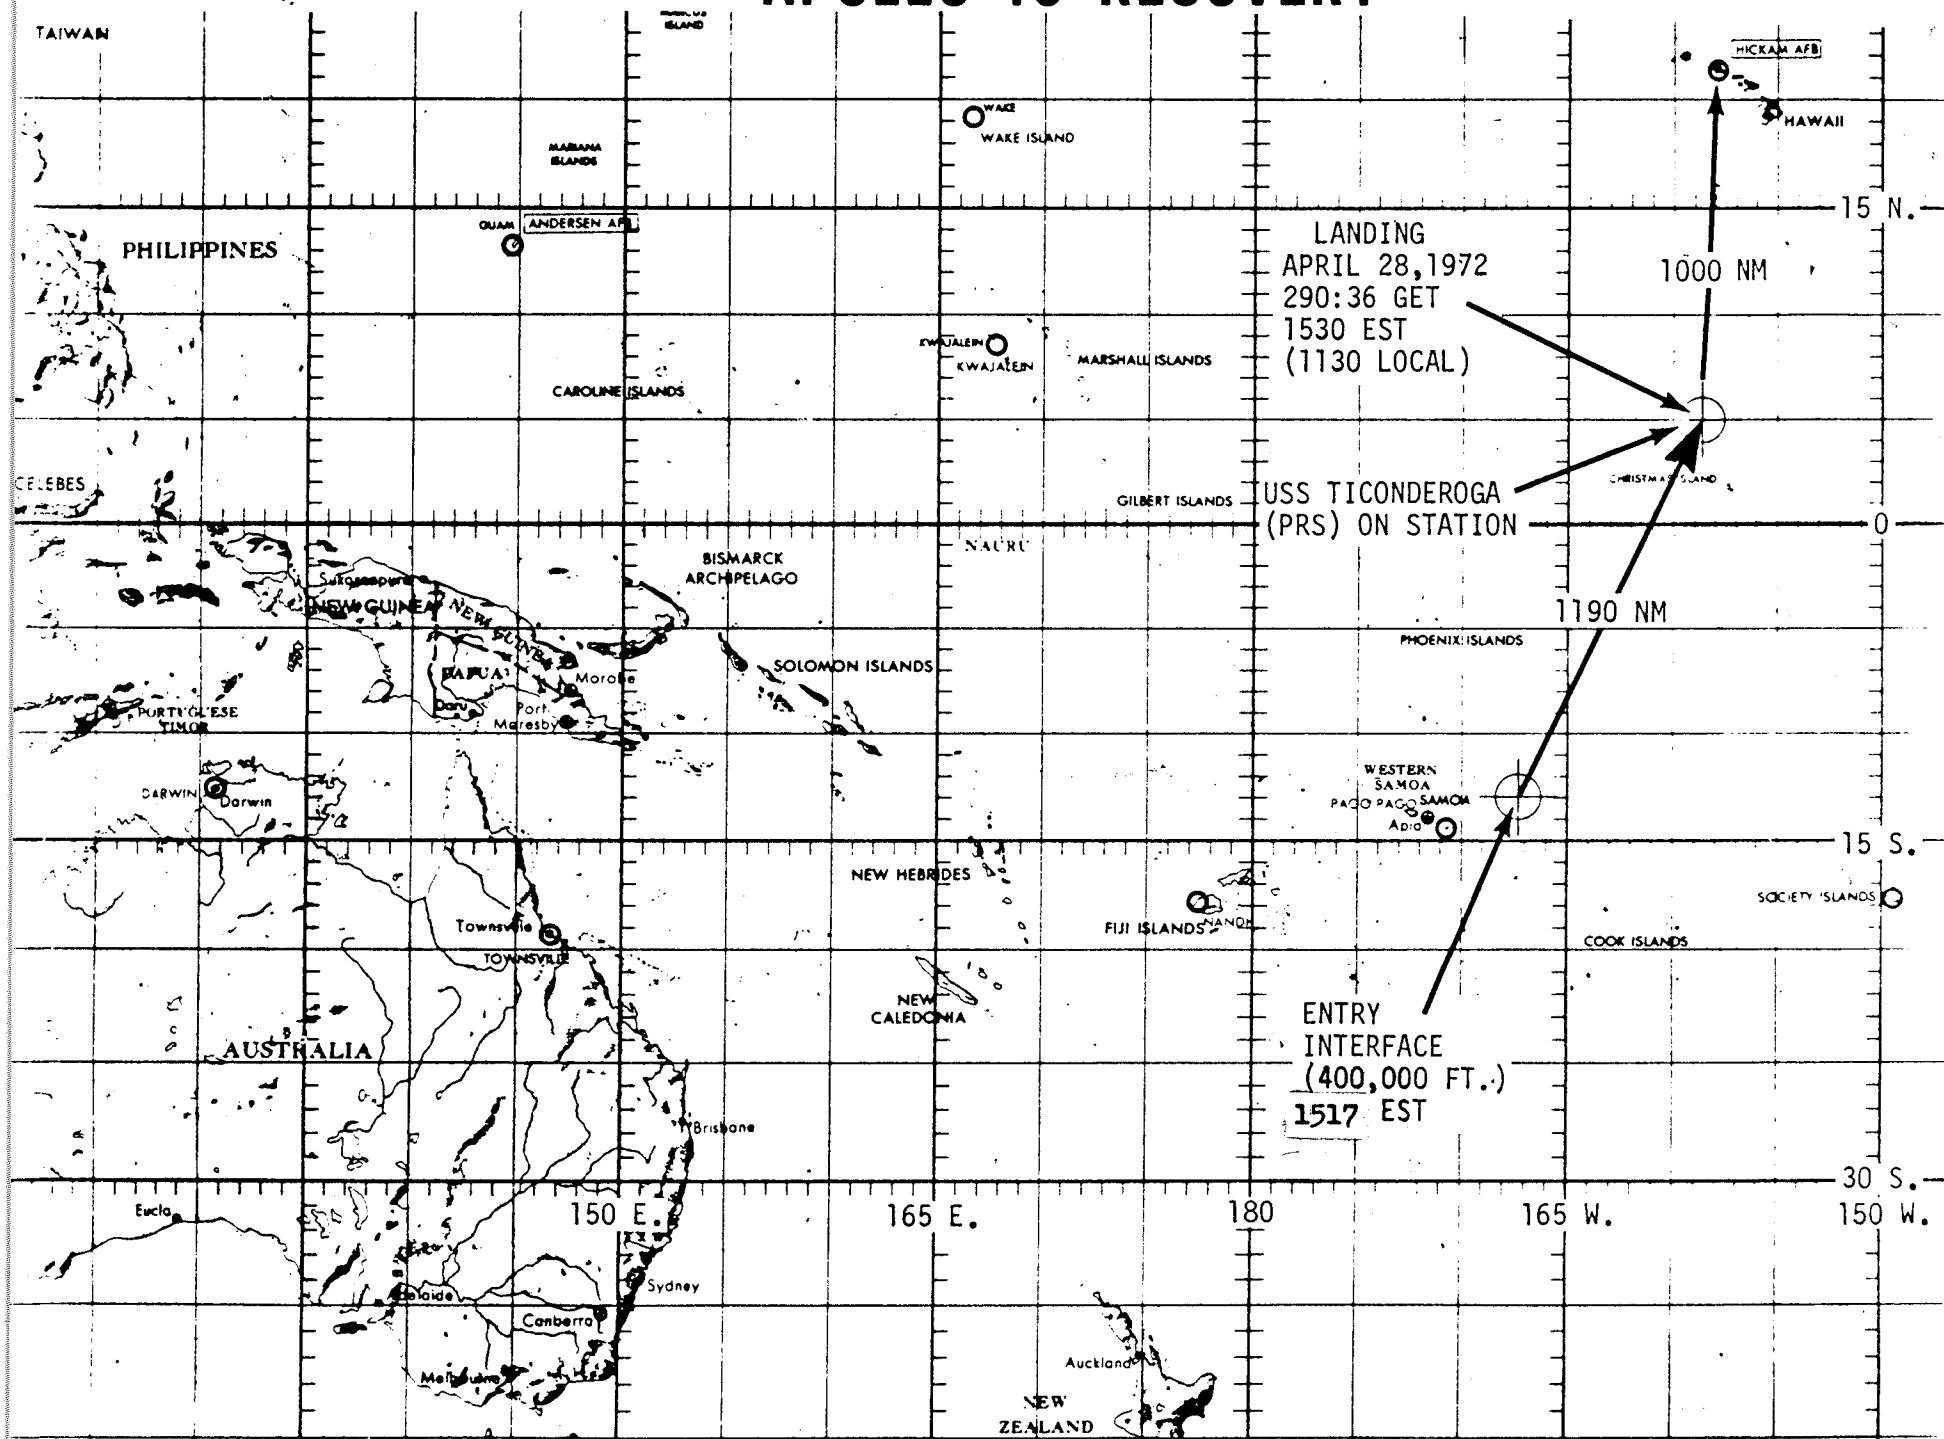 TAIWAN
ISLAND
HICKAM AFB
HAWAII
WAKE
WAKE ISLAND
MARIANA
ISLANDS
15 N.
GUAM
ANDERSEN AFB
PHILIPPINES
LANDING
APRIL 28,1972
290:36 GET
1530 EST
(1130 LOCAL)
1000 NM
KWAJALEIN
KWAJALEIN
MARSHALL ISLANDS
CAROLINE ISLANDS
CELEBES
GILBERT ISLANDS
USS TICONDEROGA
(PRS) ON STATION
CHRISTMAS ISLAND
0
NAURU
BISMARCK
ARCHIPELAGO
NEW GUINEA
NEW GUINEA
1190 NM
PHOENIX ISLANDS
SOLOMON ISLANDS
PAPUA
Morobe
Daru
Port
Moresby
PORTUGUESE
TIMOR
WESTERN
SAMOA
PAGO PAGO SAMOA
Apia
DARWIN
Darwin
15 S.
NEW HEBRIDES
SOCIETY ISLANDS
FIJI ISLANDS
NANDI
Townsville
TOWNSVILLE
COOK ISLANDS
NEW
CALEDONIA
ENTRY
INTERFACE
(400,000 FT.)
1517 EST
AUSTRALIA
Brisbane
30 S.
150 E.
165 E.
180
165 W.
150 W.
Eucla
Sydney
Adelaide
Canberra
Melbourne
Auckland
NEW
ZEALAND